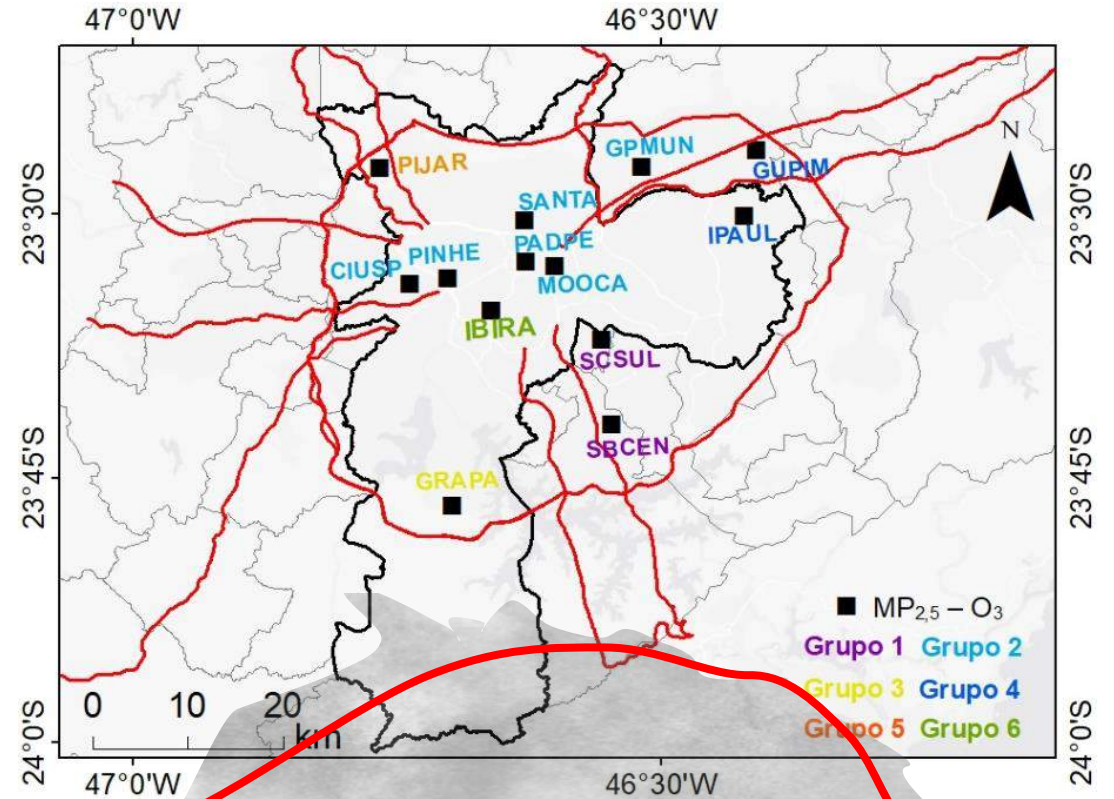 47°0'W 46°30'W
N
GPMUN
PIJAR GUPIM
23°30'S 23°30'S
SANTA
IPAUL
PADPE
CIUSP PINHE
MOOCA
IBIRA
SCSUL
SBCEN
23°45'S 23°45'S
GRAPA
MP2,5 – O3
Grupo 1 Grupo 2
Grupo 3 Grupo 4
Grupo 5 Grupo 6
0 10 20
km
24°0'S 24°0'S
47°0'W 46°30'W